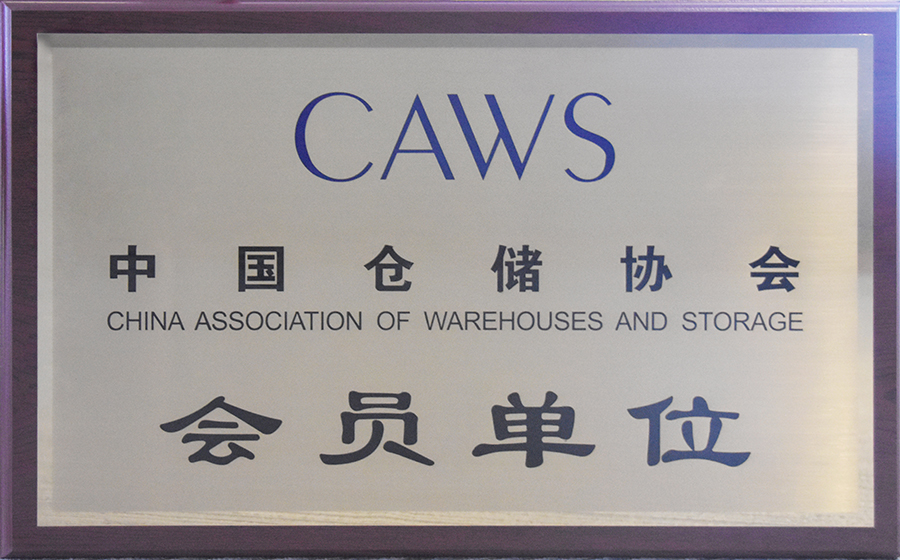 CAWS
中国仓储协会
CHINA ASSOCIATION OF WAREHOUSES AND STORAGE
会员单位